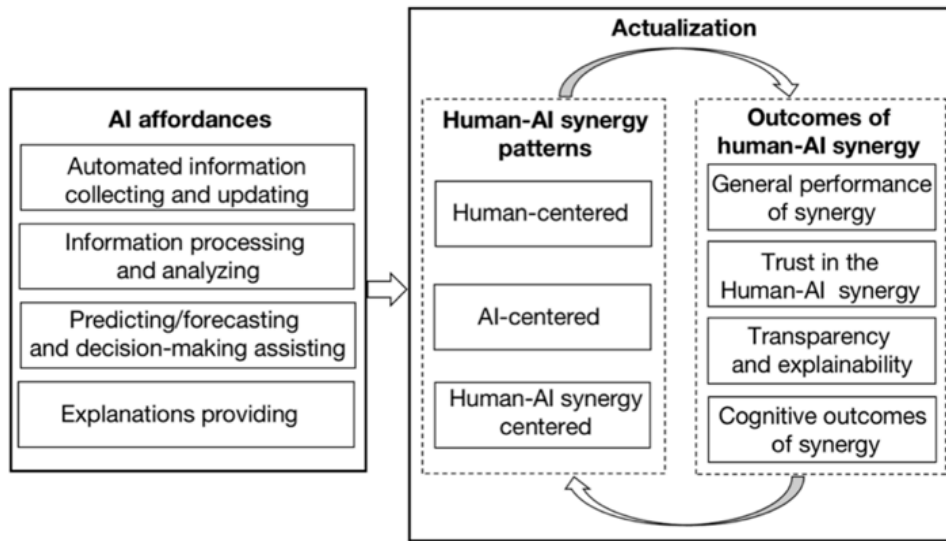 Actualization
AI affordances
Automated information
collecting and updating
Information processing
and analyzing
Predicting/forecasting
and decision-making assisting
Explanations providing
Human-AI synergy
patterns
Human-centered
AI-centered
Human-AI synergy
centered
Outcomes of
human-AI synergy
General performance
of synergy
Trust in the
Human-AI synergy
Transparency
and explainability
Cognitive outcomes
of synergy